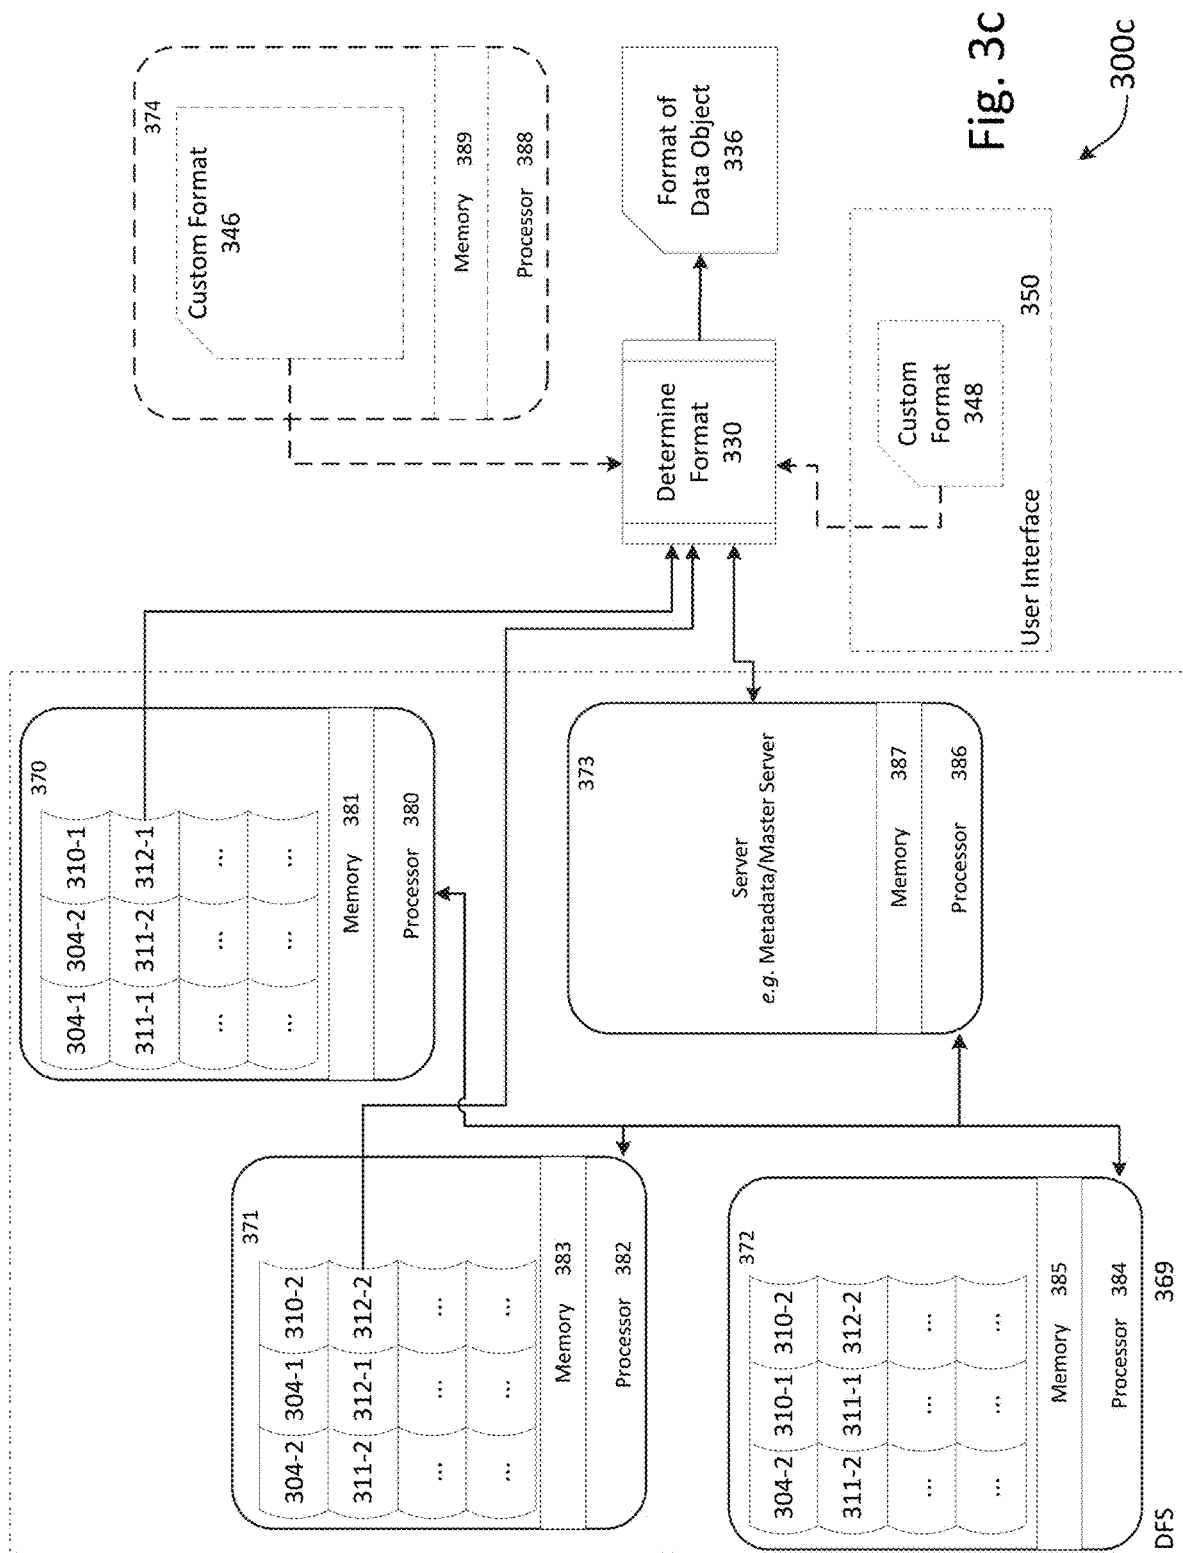 370
304-1 304-2 310-1
311-1 311-2 312-1
... ... ...
... ... ...
Memory 381
Processor 380
371
304-2 304-1 310-2
311-2 312-1 312-2
... ... ...
... ... ...
Memory 383
Processor 382
374
Custom Format
346
Memory 389
Processor 388
372
304-2 310-1 310-2
311-2 311-1 312-2
... ... ...
... ... ...
Memory 385
Processor 384
373
Server
e.g. Metadata/Master Server
Memory 387
Processor 386
Determine
Format
330
Format of
Data Object
336
Custom
Format
348
User Interface 350
DFS 369
Fig. 3c
300c